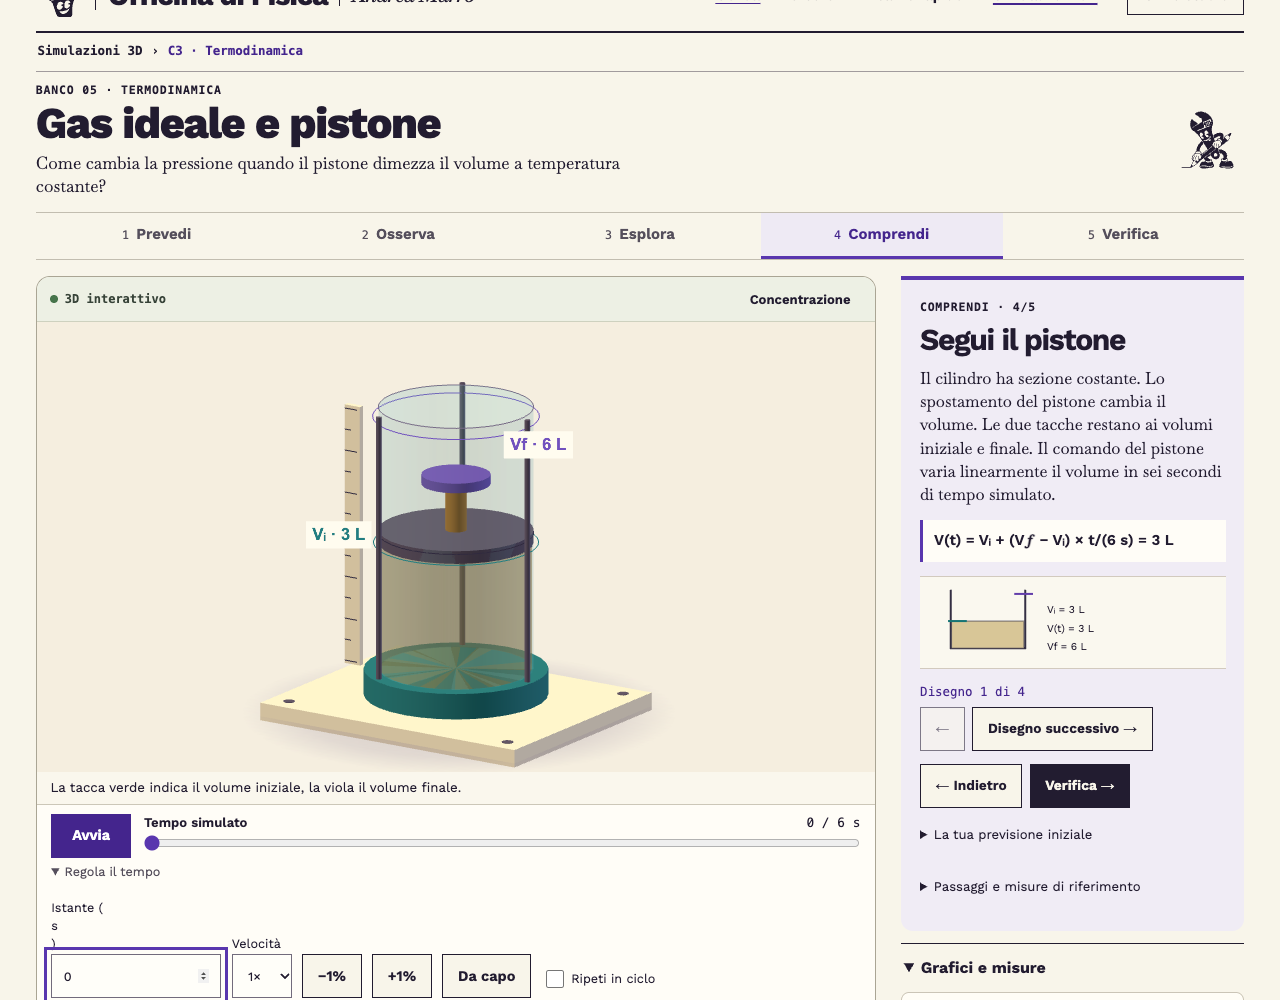 Officina di Fisica
Simulazioni 3D › C3 · Termodinamica
BANCO 05 · TERMODINAMICA
Gas ideale e pistone
Come cambia la pressione quando il pistone dimezza il volume a temperatura
costante?
1 Prevedi
2 Osserva
3 Esplora
4 Comprendi
5 Verifica
3D interattivo
Concentrazione
Vf · 6 L
Vᵢ · 3 L
La tacca verde indica il volume iniziale, la viola il volume finale.
Avvia
Tempo simulato
0 / 6 s
▼ Regola il tempo
Istante (
s
)
Velocità
0
1×
−1%
+1%
Da capo
Ripeti in ciclo
COMPRENDI · 4/5
Segui il pistone
Il cilindro ha sezione costante. Lo
spostamento del pistone cambia il
volume. Le due tacche restano ai volumi
iniziale e finale. Il comando del pistone
varia linearmente il volume in sei secondi
di tempo simulato.
V(t) = Vᵢ + (V𝑓 − Vᵢ) × t/(6 s) = 3 L
Vᵢ = 3 L
V(t) = 3 L
Vf = 6 L
Disegno 1 di 4
←
Disegno successivo →
← Indietro
Verifica →
▶ La tua previsione iniziale
▶ Passaggi e misure di riferimento
▼ Grafici e misure